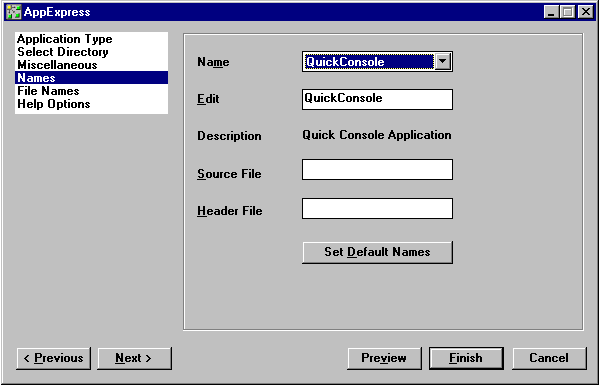 AppExpress
Application Type
Select Directory
Miscellaneous
Names
File Names
Help Options
Name QuickConsole
Edit QuickConsole
Description Quick Console Application
Source File
Header File
Set Default Names
< Previous Next > Preview Finish Cancel